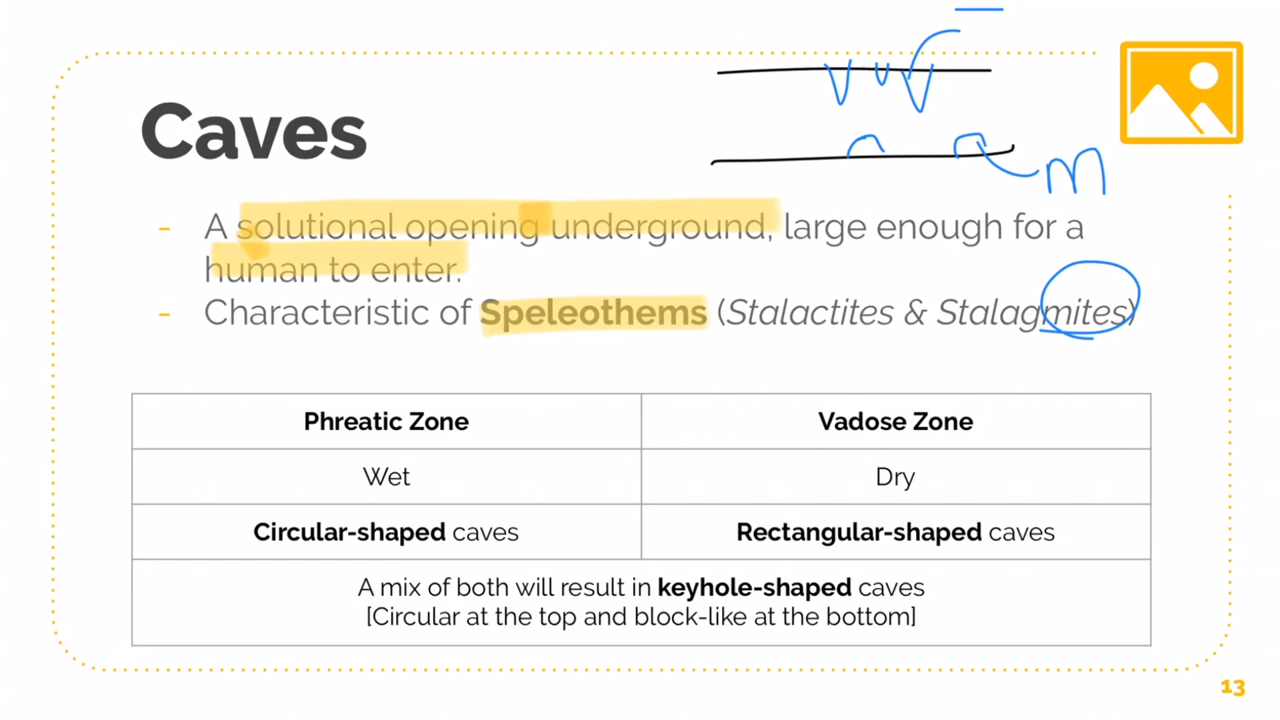 Caves
m
- A solutional opening underground, large enough for a
human to enter.
- Characteristic of Speleothems (Stalactites & Stalagmites)
Phreatic Zone
Vadose Zone
Wet
Dry
Circular-shaped caves
Rectangular-shaped caves
A mix of both will result in keyhole-shaped caves
[Circular at the top and block-like at the bottom]
13